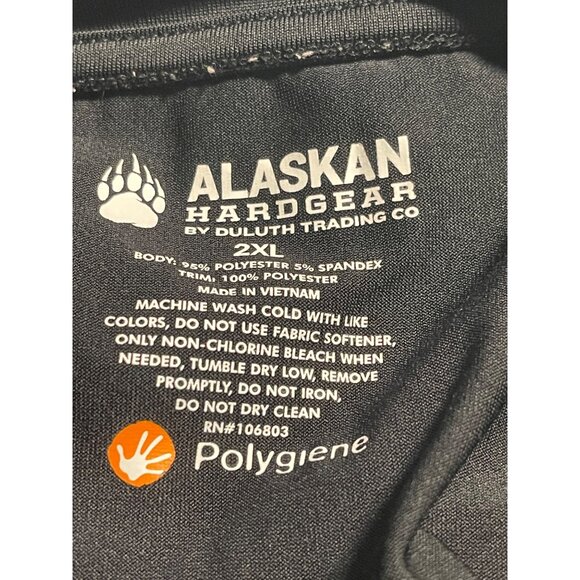 ALASKAN
HARDGEAR
BY DULUTH TRADING CO
2XL
BODY: 95% POLYESTER 5% SPANDEX
TRIM: 100% POLYESTER
MADE IN VIETNAM
MACHINE WASH COLD WITH LIKE
COLORS, DO NOT USE FABRIC SOFTENER,
ONLY NON-CHLORINE BLEACH WHEN
NEEDED, TUMBLE DRY LOW, REMOVE
PROMPTLY, DO NOT IRON,
DO NOT DRY CLEAN
RN#106803
Polygiene